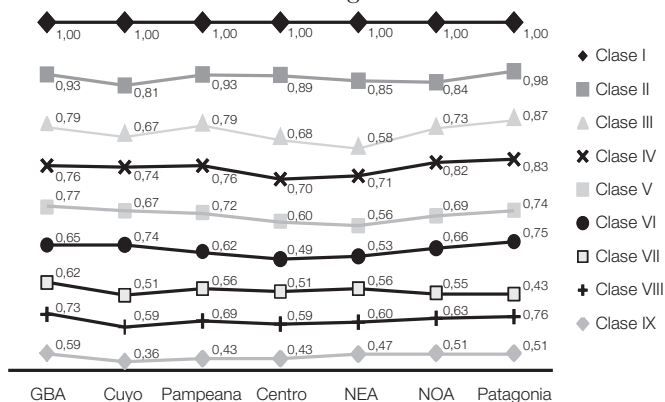 1,00 1,00 1,00 1,00 1,00 1,00 1,00
0,93 0,81 0,93 0,89 0,85 0,84 0,98
0,79 0,67 0,79 0,68 0,58 0,73 0,87
0,76 0,74 0,76 0,70 0,71 0,82 0,83
0,77 0,67 0,72 0,60 0,56 0,69 0,74
0,65 0,74 0,62 0,49 0,53 0,66 0,75
0,62 0,51 0,56 0,51 0,56 0,55 0,43
0,73 0,59 0,69 0,59 0,60 0,63 0,76
0,59 0,36 0,43 0,43 0,47 0,51 0,51
GBA Cuyo Pampeana Centro NEA NOA Patagonia
Clase I
Clase II
Clase III
Clase IV
Clase V
Clase VI
Clase VII
Clase VIII
Clase IX